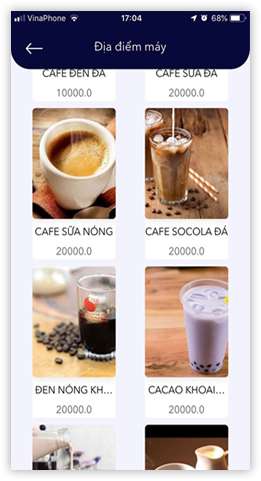 VinaPhone 17:04 68%
Địa điểm máy
CAFE ĐEN ĐÁ CAFE SỮA ĐÁ
10000.0 20000.0
CAFE SỮA NÓNG CAFE SOCOLA ĐÁ
20000.0 20000.0
ĐEN NÓNG KH... CACAO KHOAI...
20000.0 20000.0